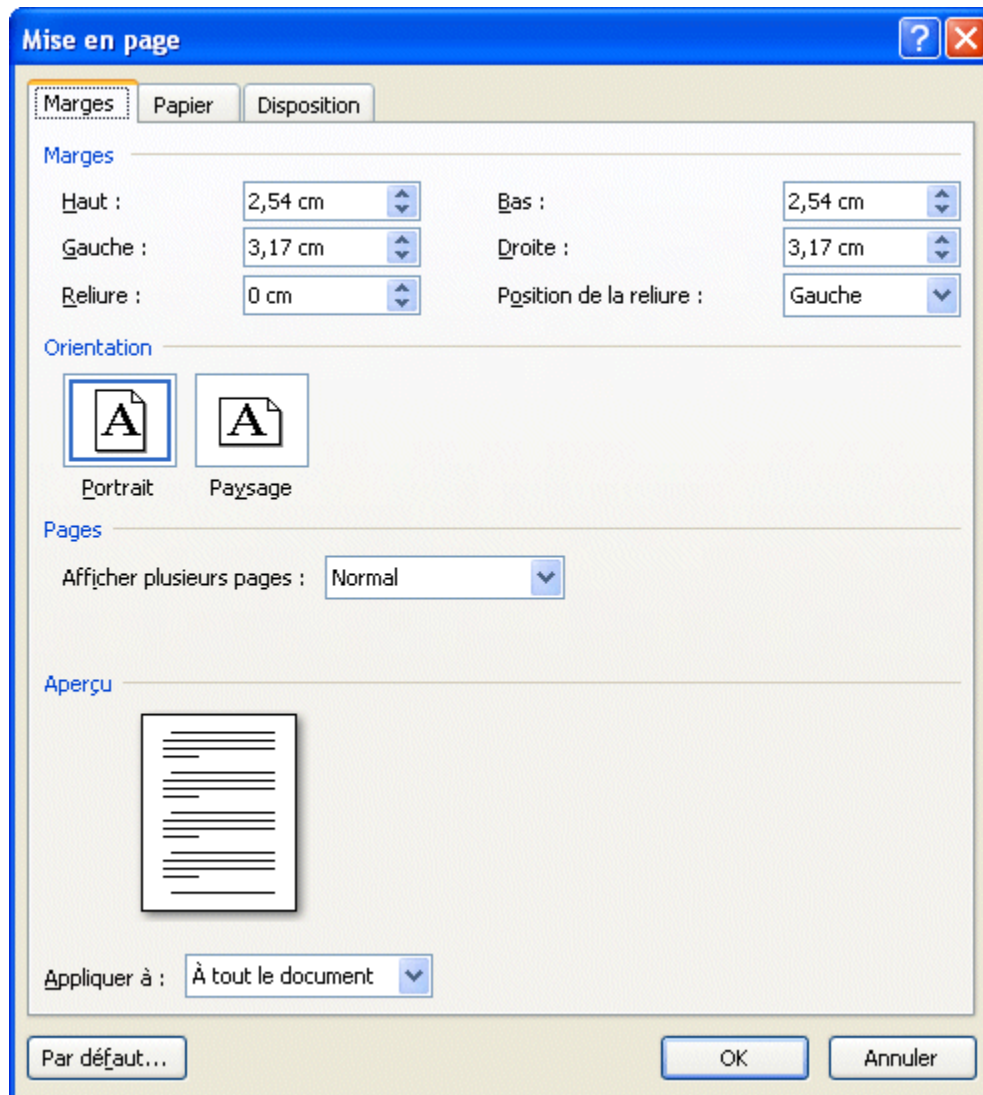 Mise en page
Marges Papier Disposition
Marges
Haut : 2,54 cm Bas : 2,54 cm
Gauche : 3,17 cm Droite : 3,17 cm
Reliure : 0 cm Position de la reliure : Gauche
Orientation
A A
Portrait Paysage
Pages
Afficher plusieurs pages : Normal
Aperçu
Appliquer à : À tout le document
Par défaut... OK Annuler